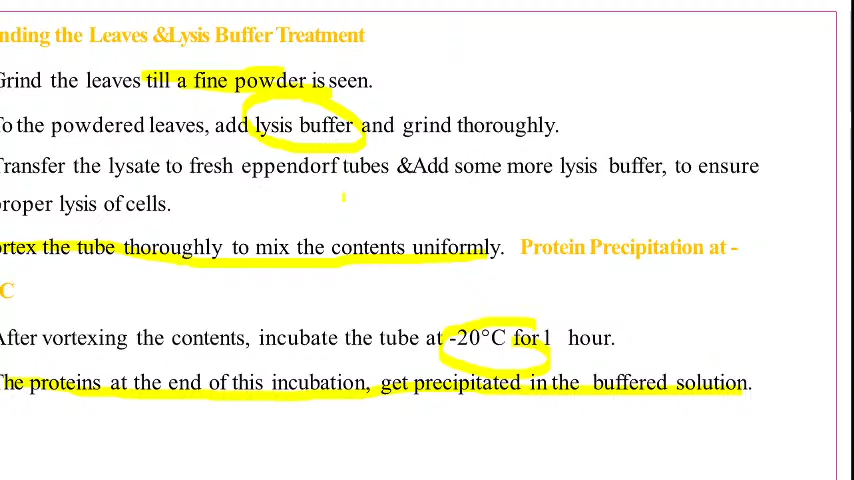 nding the Leaves &Lysis Buffer Treatment
Grind the leaves till a fine powder is seen.
To the powdered leaves, add lysis buffer and grind thoroughly.
Transfer the lysate to fresh eppendorf tubes &Add some more lysis buffer, to ensure
proper lysis of cells.
ortex the tube thoroughly to mix the contents uniformly. Protein Precipitation at -
C
After vortexing the contents, incubate the tube at -20°C for 1 hour.
The proteins at the end of this incubation, get precipitated in the buffered solution.